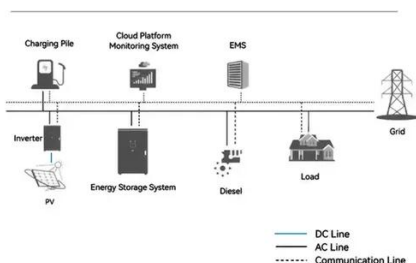 Charging Pile
Cloud Platform
Monitoring System
EMS
Grid
Inverter
PV
Energy Storage System
Diesel
Load
DC Line
AC Line
Communication Line